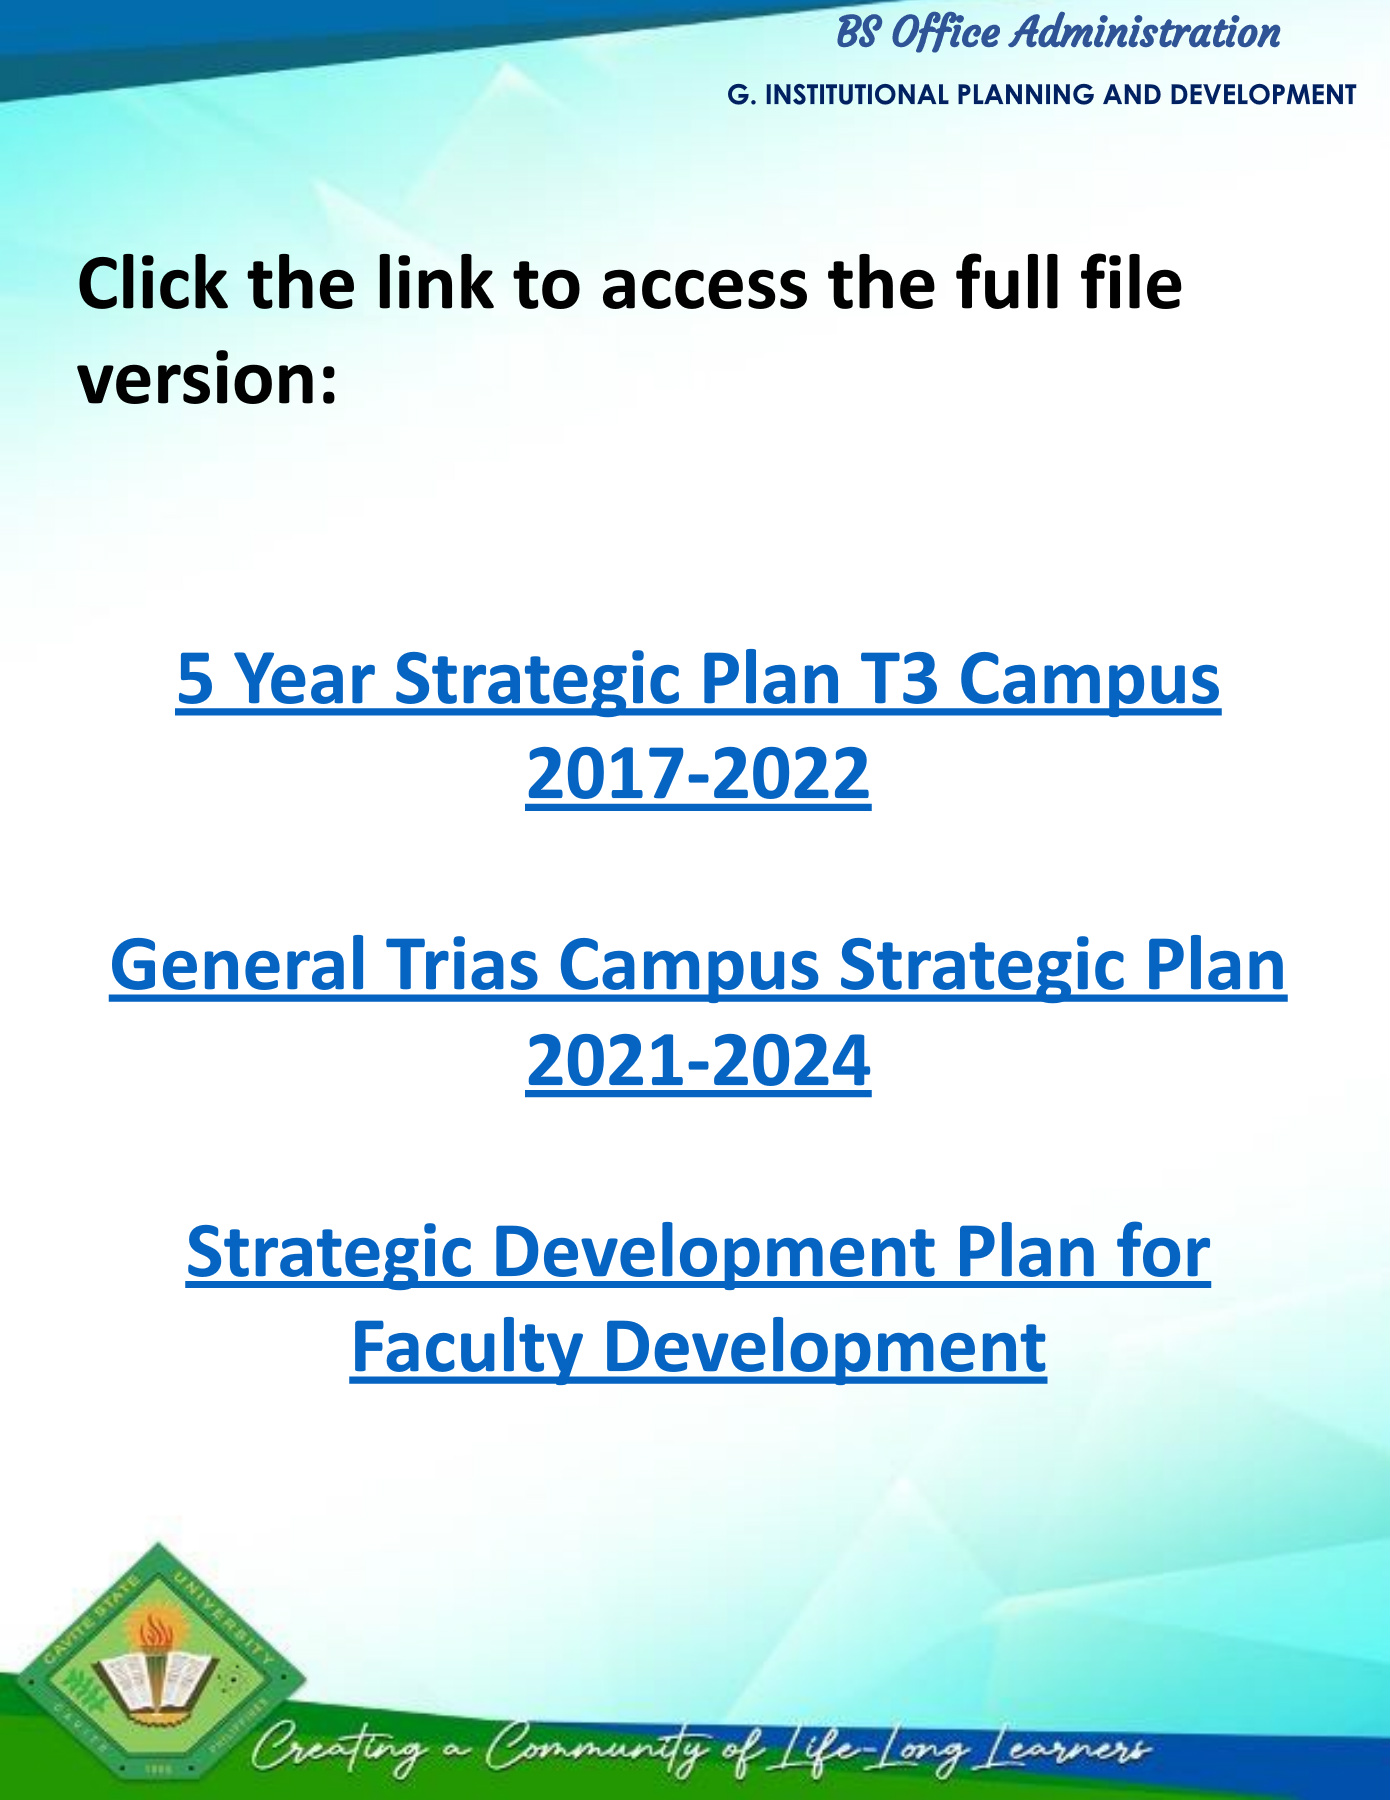 BS Office Administration
G. INSTITUTIONAL PLANNING AND DEVELOPMENT
Click the link to access the full file
version:
5 Year Strategic Plan T3 Campus
2017-2022
General Trias Campus Strategic Plan
2021-2024
Strategic Development Plan for
Faculty Development
CAVITE STATE UNIVERSITY
CAVITE
PHILIPPINES
1906
Creating a Community of Life-Long Learners